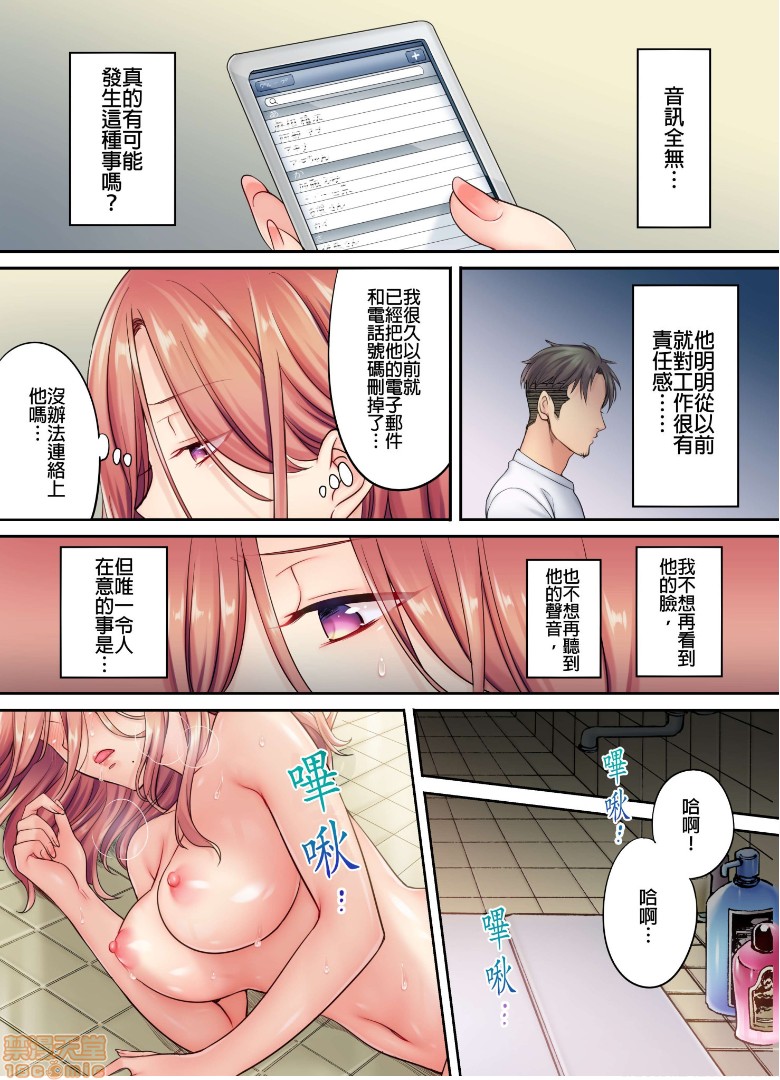 音訊全無…
真的有可能
發生這種事嗎？
他明明從以前
就對工作很有
責任感……
我很久以前就
已經把他的電子郵件
和電話號碼刪掉了…
沒辦法連絡上
他嗎…
我不想再看到
他的臉，
也不想再聽到
他的聲音，
但唯一令人
在意的事是…
嗶啾…
哈啊！
哈啊…
嗶啾…
嗶啾…
禁漫天堂